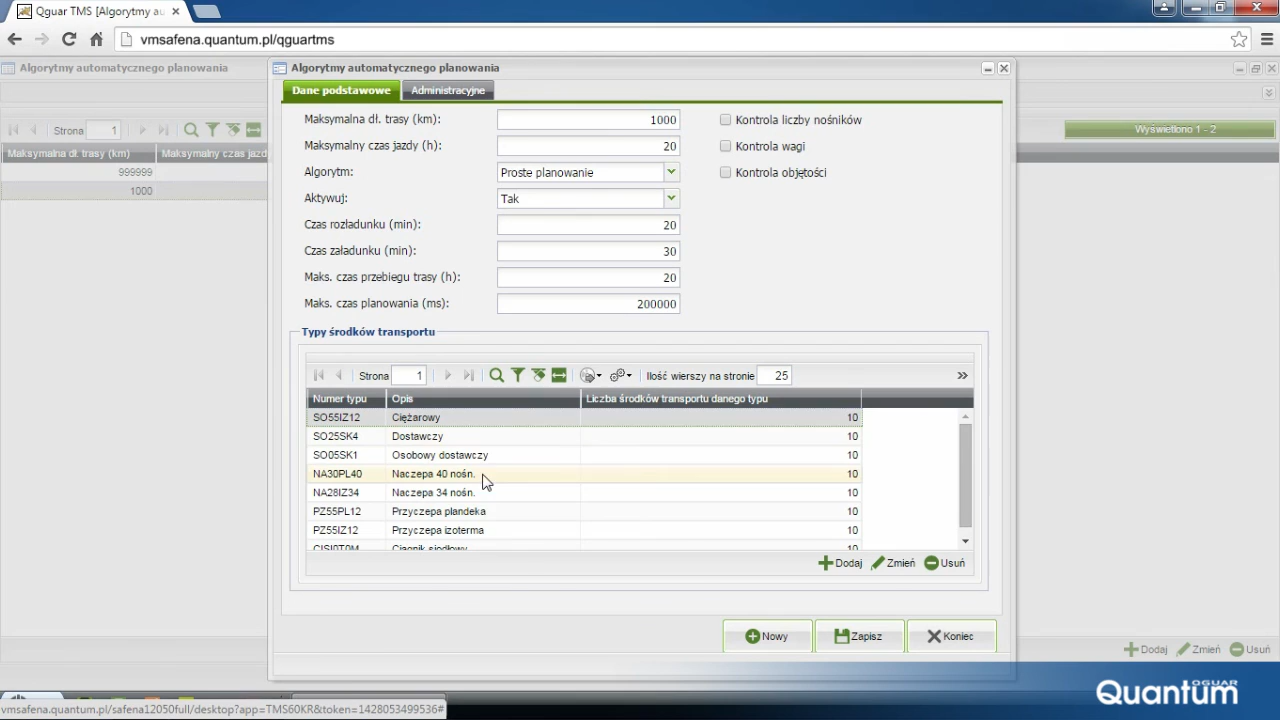 Qguar TMS [Algorytmy au
vmsafena.quantum.pl/qguartms
Algorytmy automatycznego planowania
Strona 1
Wyświetlono 1 - 2
Maksymalna dł. trasy (km) Maksymalny czas jazd
999999
1000
Algorytmy automatycznego planowania
Dane podstawowe Administracyjne
Maksymalna dł. trasy (km): 1000 Kontrola liczby nośników
Maksymalny czas jazdy (h): 20 Kontrola wagi
Algorytm: Proste planowanie Kontrola objętości
Aktywuj: Tak
Czas rozładunku (min): 20
Czas załadunku (min): 30
Maks. czas przebiegu trasy (h): 20
Maks. czas planowania (ms): 200000
Typy środków transportu
Strona 1 Ilość wierszy na stronie 25 »
Numer typu Opis Liczba środków transportu danego typu
SO55IZ12 Ciężarowy 10
SO25SK4 Dostawczy 10
SO05SK1 Osobowy dostawczy 10
NA30PL40 Naczepa 40 nośn. 10
NA28IZ34 Naczepa 34 nośn. 10
PZ55PL12 Przyczepa plandeka 10
PZ55IZ12 Przyczepa izoterma 10
CISI0T0M Ciągnik siodłowy 10
Dodaj Zmień Usuń
Nowy Zapisz Koniec
Dodaj Zmień Usuń
QGUAR
Quantum
vmsafena.quantum.pl/safena12050full/desktop?app=TMS60KR&token=1428053499536#